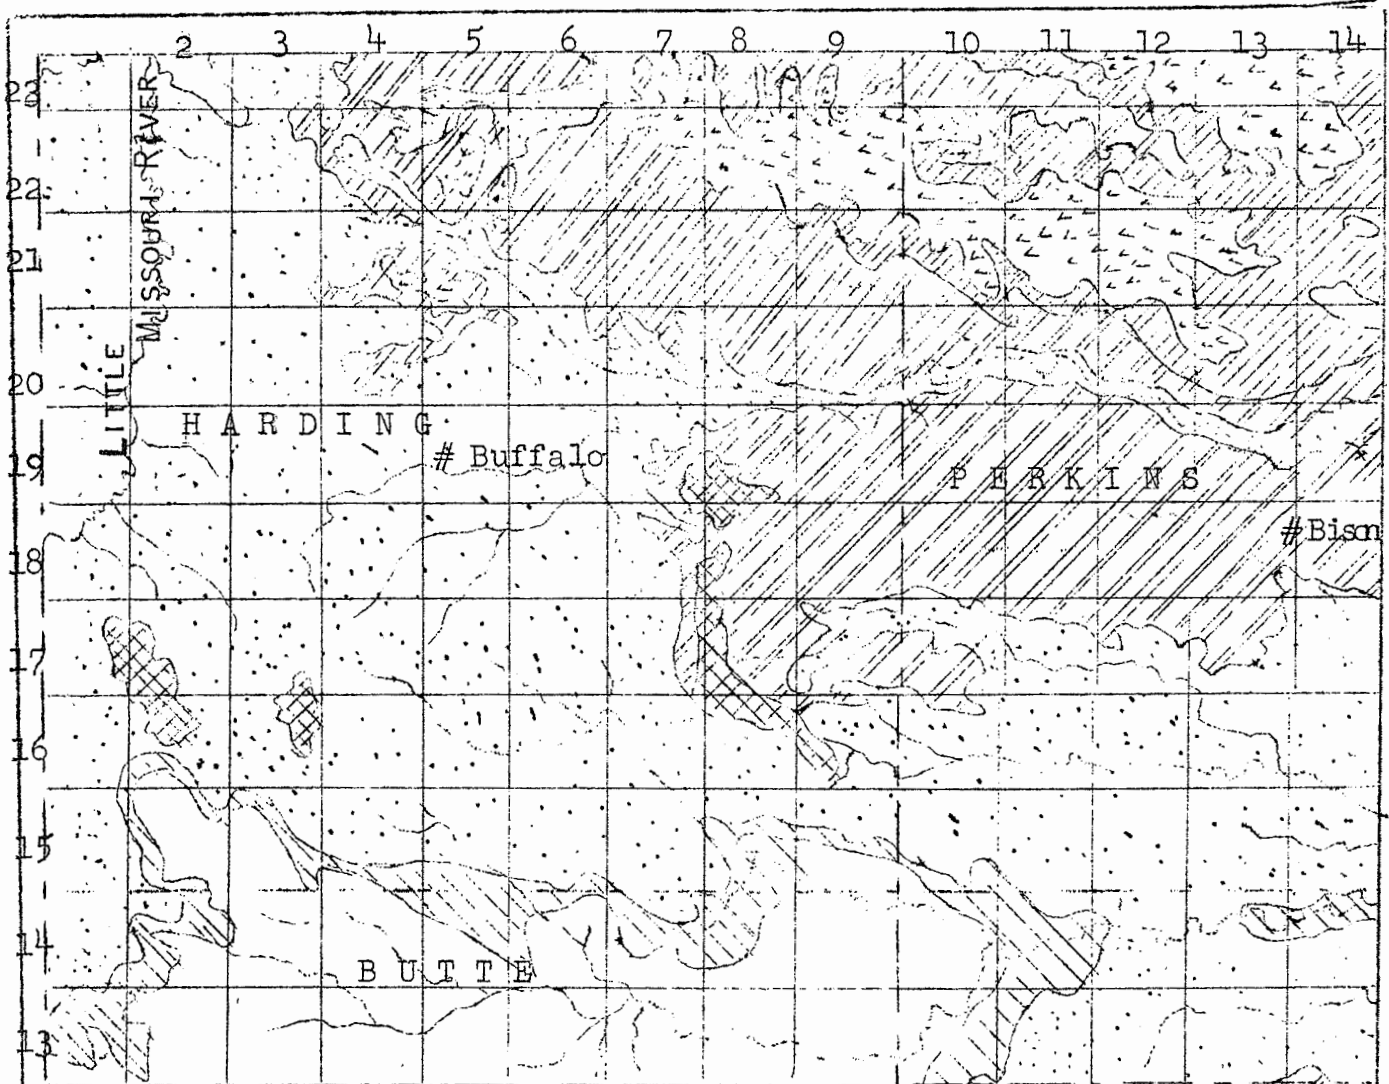 2 3 4 5 6 7 8 9 10 11 12 13 14
23
22
21
20
19
18
17
16
15
14
13
LITTLE MISSOURI RIVER
HARDING
# Buffalo
PERKINS
# Bison
BUTTE